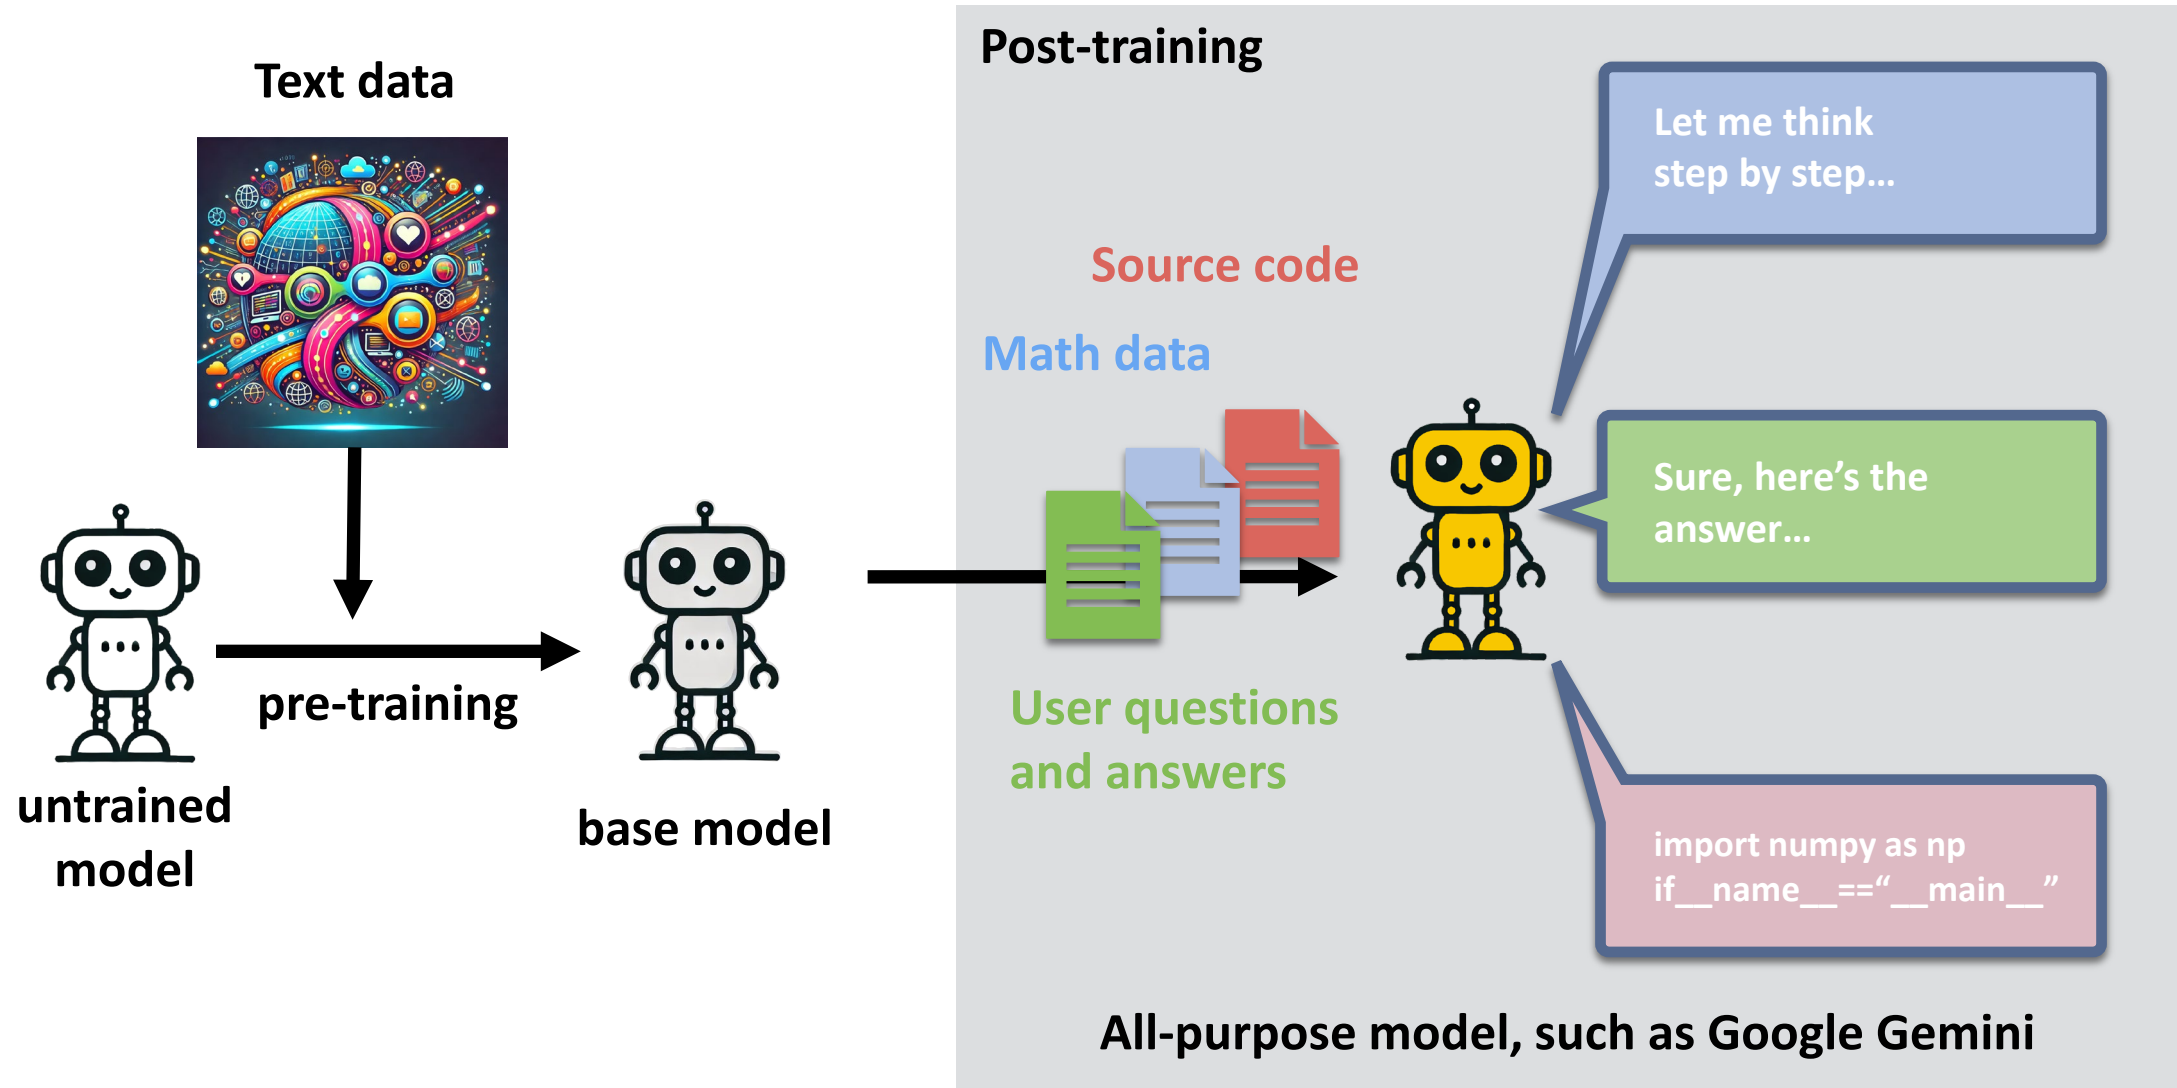 Text data
pre-training
untrained
model
base model
Post-training
Source code
Math data
User questions
and answers
Let me think
step by step...
Sure, here’s the
answer...
import numpy as np
if__name__==“__main__”
All-purpose model, such as Google Gemini